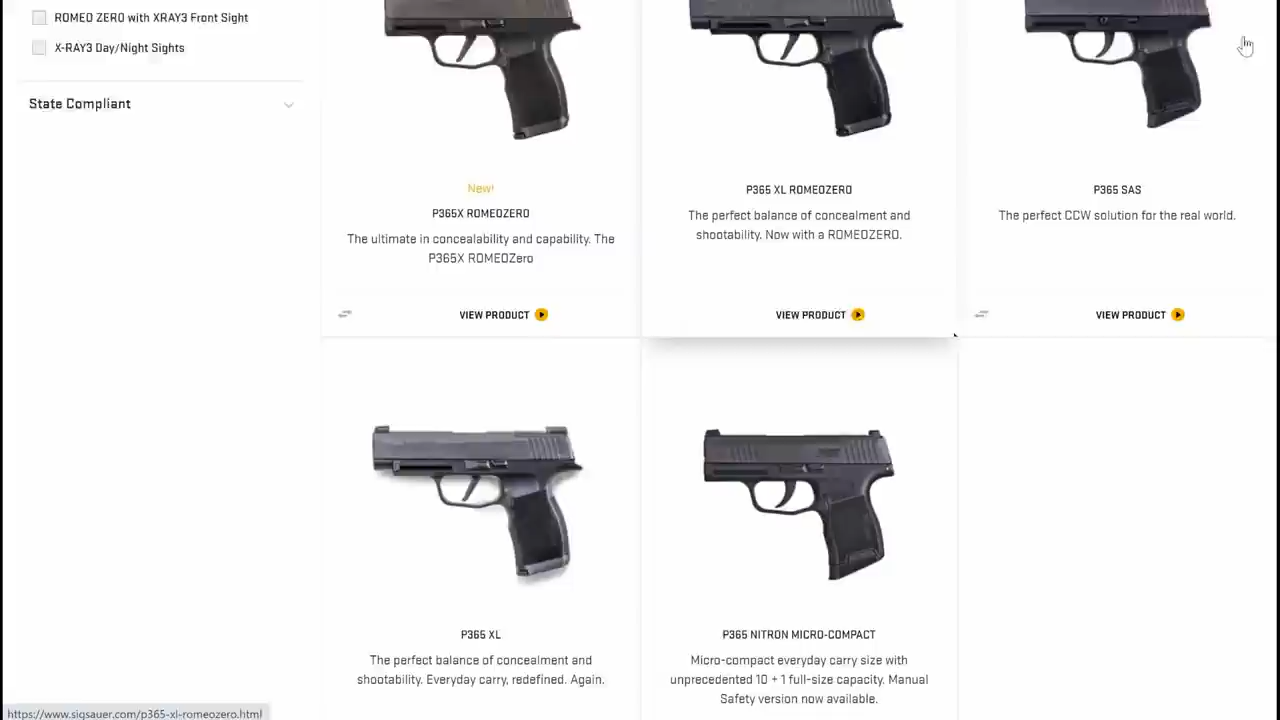 ROMEO ZERO with XRAY3 Front Sight
X-RAY3 Day/Night Sights
State Compliant
New!
P365X ROMEOZERO
The ultimate in concealability and capability. The
P365X ROMEOZero
VIEW PRODUCT
P365 XL ROMEOZERO
The perfect balance of concealment and
shootability. Now with a ROMEOZERO.
VIEW PRODUCT
P365 SAS
The perfect CCW solution for the real world.
VIEW PRODUCT
P365 XL
The perfect balance of concealment and
shootability. Everyday carry, redefined. Again.
P365 NITRON MICRO-COMPACT
Micro-compact everyday carry size with
unprecedented 10 + 1 full-size capacity. Manual
Safety version now available.
https://www.sigsauer.com/p365-xl-romeozero.html